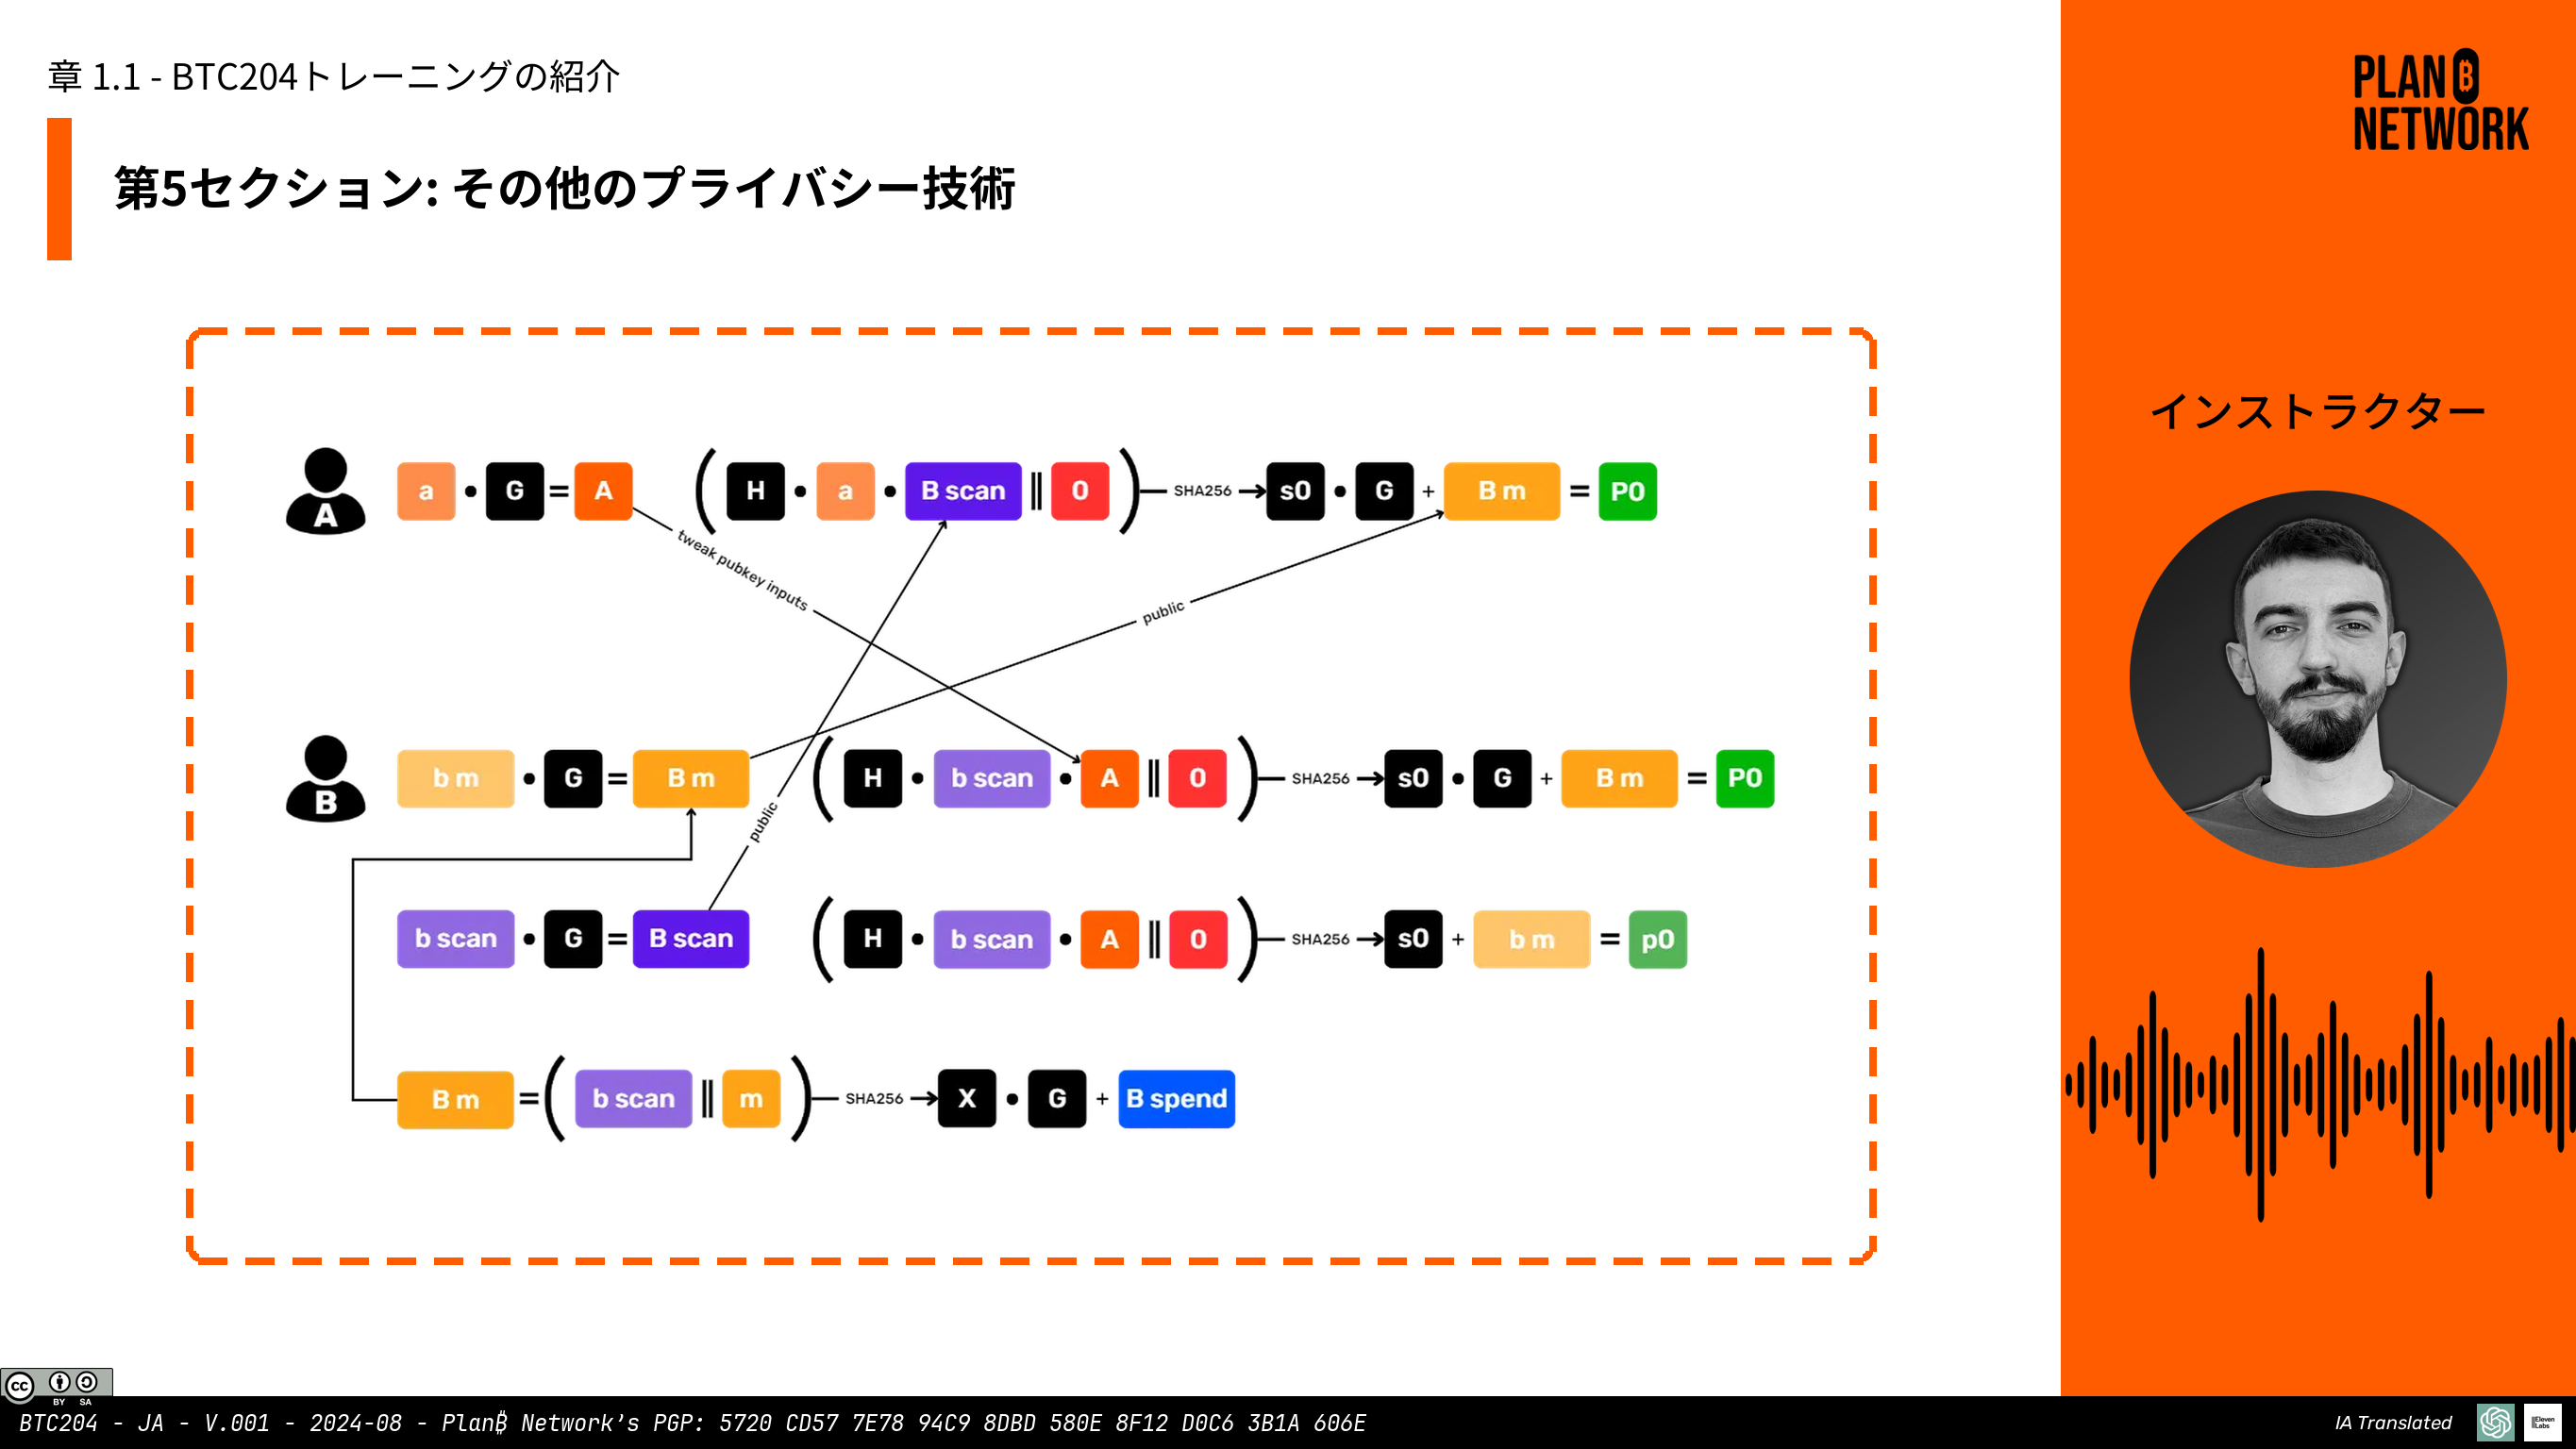 章 1.1 - BTC204トレーニングの紹介
PLAN ₿
NETWORK
第5セクション: その他のプライバシー技術
インストラクター
A a • G = A ( H • a • B scan || 0 ) SHA256 s0 • G + B m = P0
tweak pubkey inputs
public
B b m • G = B m ( H • b scan • A || 0 ) SHA256 s0 • G + B m = P0
public
b scan • G = B scan ( H • b scan • A || 0 ) SHA256 s0 + b m = p0
B m = ( b scan || m ) SHA256 X • G + B spend
cc BY SA
BTC204 - JA - V.001 - 2024-08 - Plan₿ Network's PGP: 5720 CD57 7E78 94C9 8DBD 580E 8F12 D0C6 3B1A 606E
IA Translated
IIElevenLabs